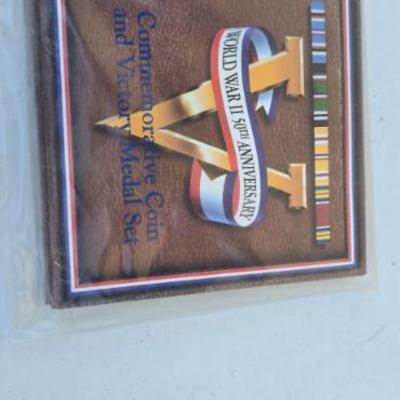 WORLD WAR II 50TH ANNIVERSARY
Commemorative Coin
and Victory Medal Set